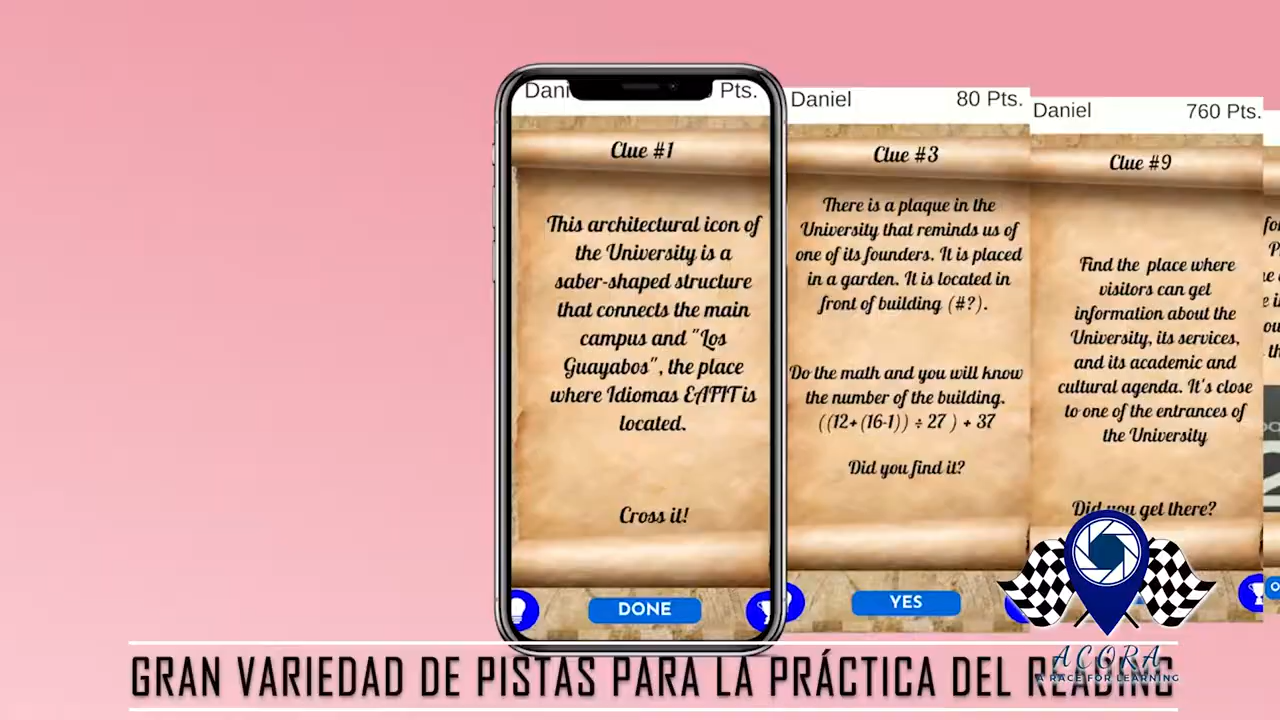 Dani
Pts.
Clue #1
This architectural icon of
the University is a
saber-shaped structure
that connects the main
campus and "Los
Guayabos", the place
where Idiomas EAFIT is
located.
Cross it!
DONE
Daniel 80 Pts.
Clue #3
There is a plaque in the
University that reminds us of
one of its founders. It is placed
in a garden. It is located in
front of building (#?).
Do the math and you will know
the number of the building.
((12+(16-1)) ÷ 27 ) + 37
Did you find it?
YES
Daniel 760 Pts.
Clue #9
Find the place where
visitors can get
information about the
University, its services,
and its academic and
cultural agenda. It's close
to one of the entrances of
the University
Did you get there?
ACORA
A RACE FOR LEARNING
GRAN VARIEDAD DE PISTAS PARA LA PRÁCTICA DEL READING